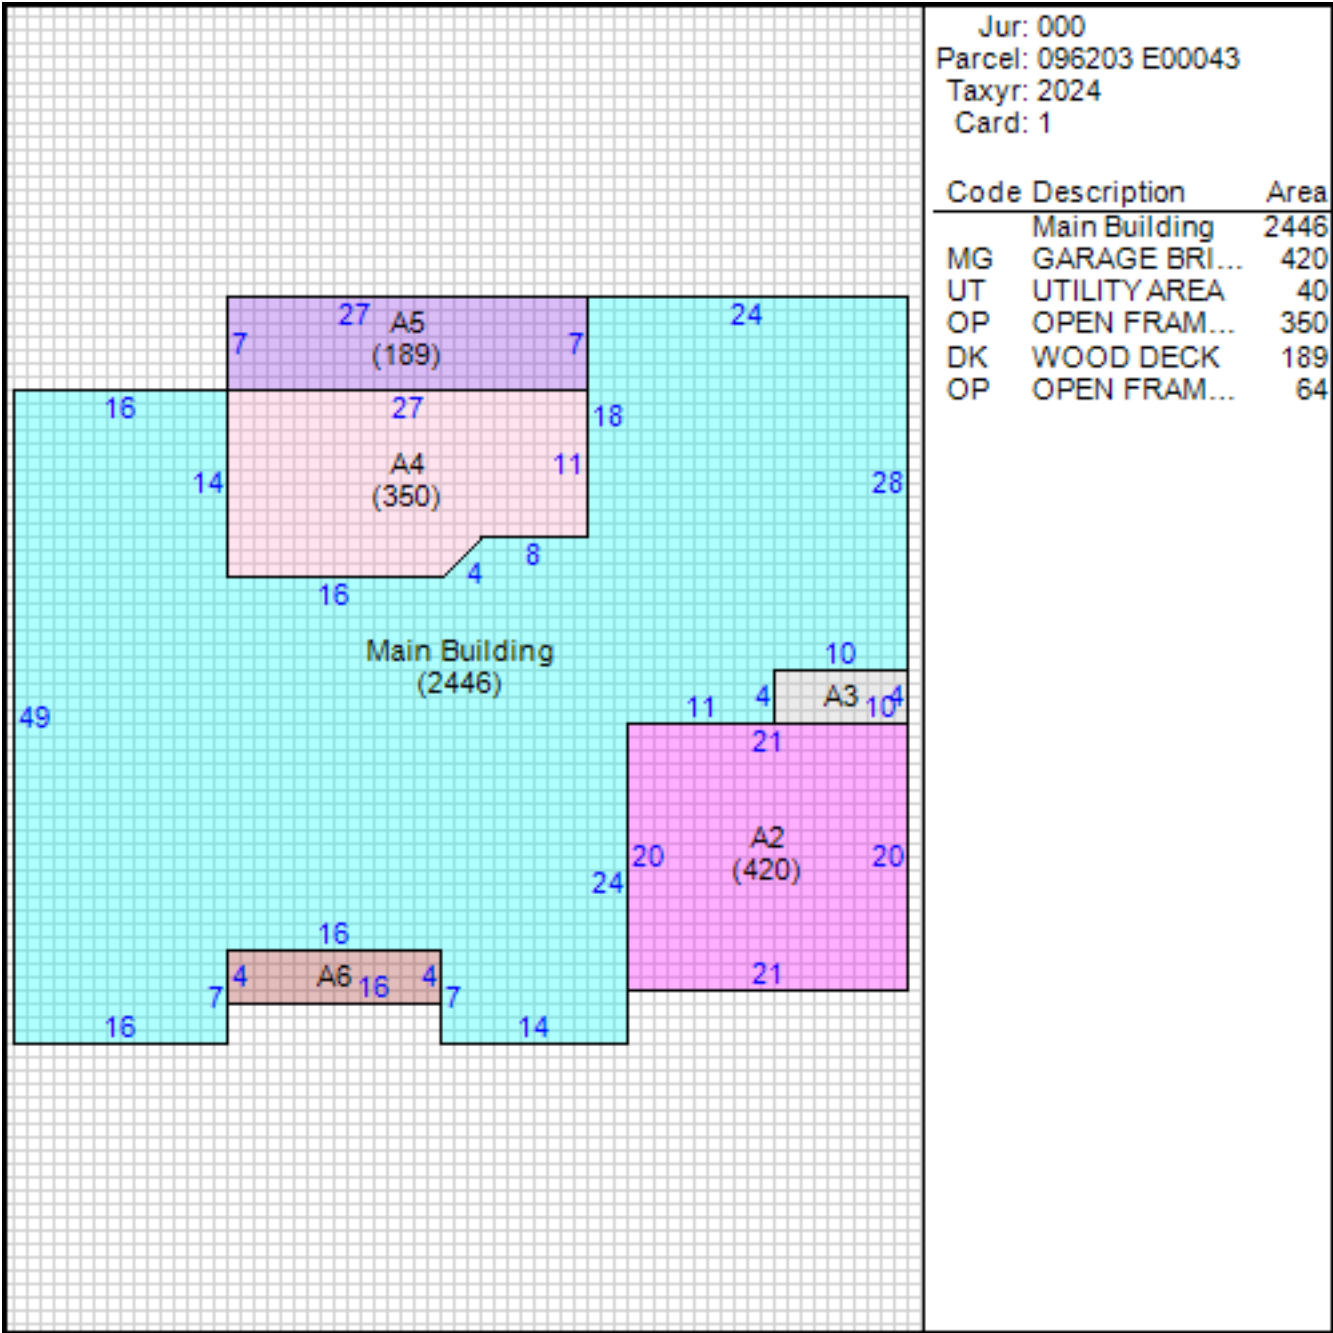 Jur: 000
Parcel: 096203 E00043
Taxyr: 2024
Card: 1
Code Description Area
Main Building 2446
MG GARAGE BRI... 420
UT UTILITY AREA 40
OP OPEN FRAM... 350
DK WOOD DECK 189
OP OPEN FRAM... 64
27 A5 24
7 (189) 7
16 27 18
A4 11
14 (350) 28
8
16 4
Main Building 10
(2446)
49 11 4 A3 10 4
21
A2
20 (420) 20
24
16
4 A6 16 4 21
7 7
16 14